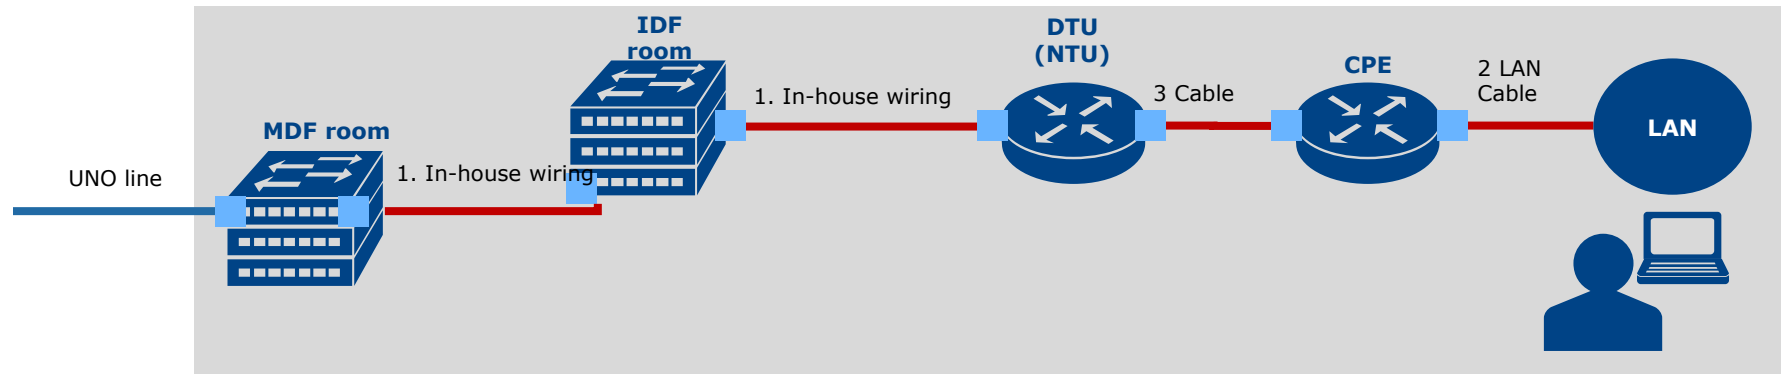 UNO line
MDF room
1. In-house wiring
IDF
room
1. In-house wiring
DTU
(NTU)
3 Cable
CPE
2 LAN
Cable
LAN